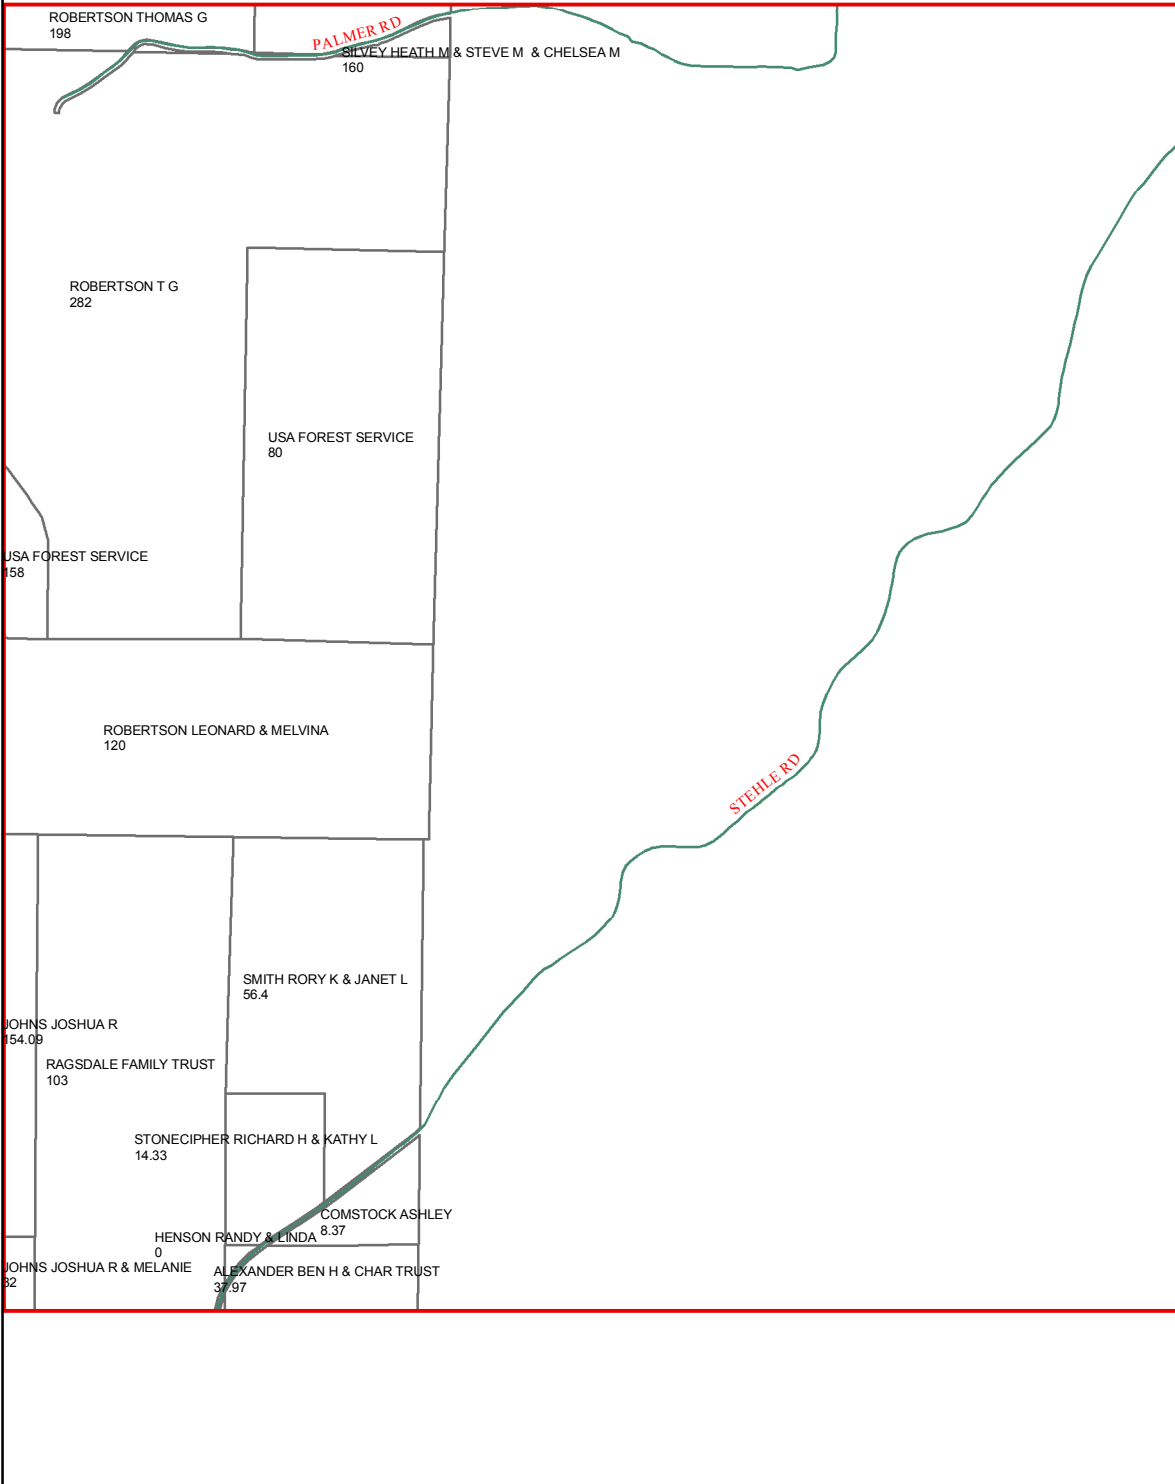 ROBERTSON THOMAS G
198
PALMER RD
SILVEY HEATH M & STEVE M & CHELSEA M
160
ROBERTSON T G
282
USA FOREST SERVICE
80
USA FOREST SERVICE
158
ROBERTSON LEONARD & MELVINA
120
STEHLE RD
SMITH RORY K & JANET L
56.4
JOHNS JOSHUA R
154.09
RAGSDALE FAMILY TRUST
103
STONECIPHER RICHARD H & KATHY L
14.33
COMSTOCK ASHLEY
8.37
HENSON RANDY & LINDA
0
JOHNS JOSHUA R & MELANIE
32
ALEXANDER BEN H & CHAR TRUST
37.97